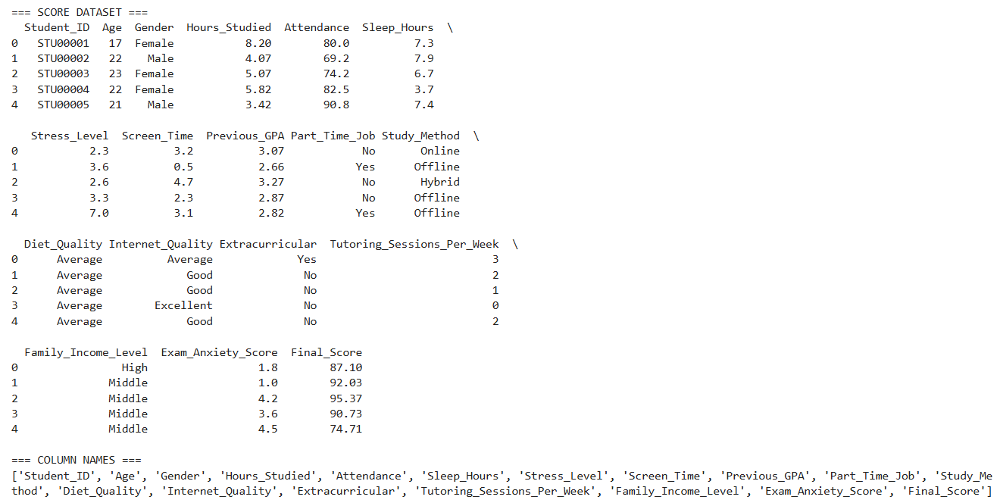 === SCORE DATASET ===
  Student_ID  Age  Gender  Hours_Studied  Attendance  Sleep_Hours  \
0   STU00001   17  Female           8.20        80.0          7.3
1   STU00002   22    Male           4.07        69.2          7.9
2   STU00003   23  Female           5.07        74.2          6.7
3   STU00004   22  Female           5.82        82.5          3.7
4   STU00005   21    Male           3.42        90.8          7.4
   Stress_Level  Screen_Time  Previous_GPA Part_Time_Job Study_Method  \
0           2.3          3.2          3.07            No       Online
1           3.6          0.5          2.66           Yes      Offline
2           2.6          4.7          3.27            No       Hybrid
3           3.3          2.3          2.87            No      Offline
4           7.0          3.1          2.82           Yes      Offline
  Diet_Quality Internet_Quality Extracurricular  Tutoring_Sessions_Per_Week  \
0      Average          Average             Yes                           3
1      Average             Good              No                           2
2      Average             Good              No                           1
3      Average        Excellent              No                           0
4      Average             Good              No                           2
  Family_Income_Level  Exam_Anxiety_Score  Final_Score
0                High                 1.8        87.10
1              Middle                 1.0        92.03
2              Middle                 4.2        95.37
3              Middle                 3.6        90.73
4              Middle                 4.5        74.71
=== COLUMN NAMES ===
['Student_ID', 'Age', 'Gender', 'Hours_Studied', 'Attendance', 'Sleep_Hours', 'Stress_Level', 'Screen_Time', 'Previous_GPA', 'Part_Time_Job', 'Study_Me
thod', 'Diet_Quality', 'Internet_Quality', 'Extracurricular', 'Tutoring_Sessions_Per_Week', 'Family_Income_Level', 'Exam_Anxiety_Score', 'Final_Score']